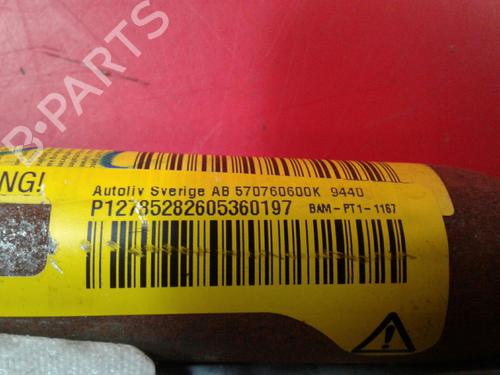 B-PARTS
NG!
Autoliv Sverige AB 570760600K 9440
P12785282605360197 BAM-PT1-1167